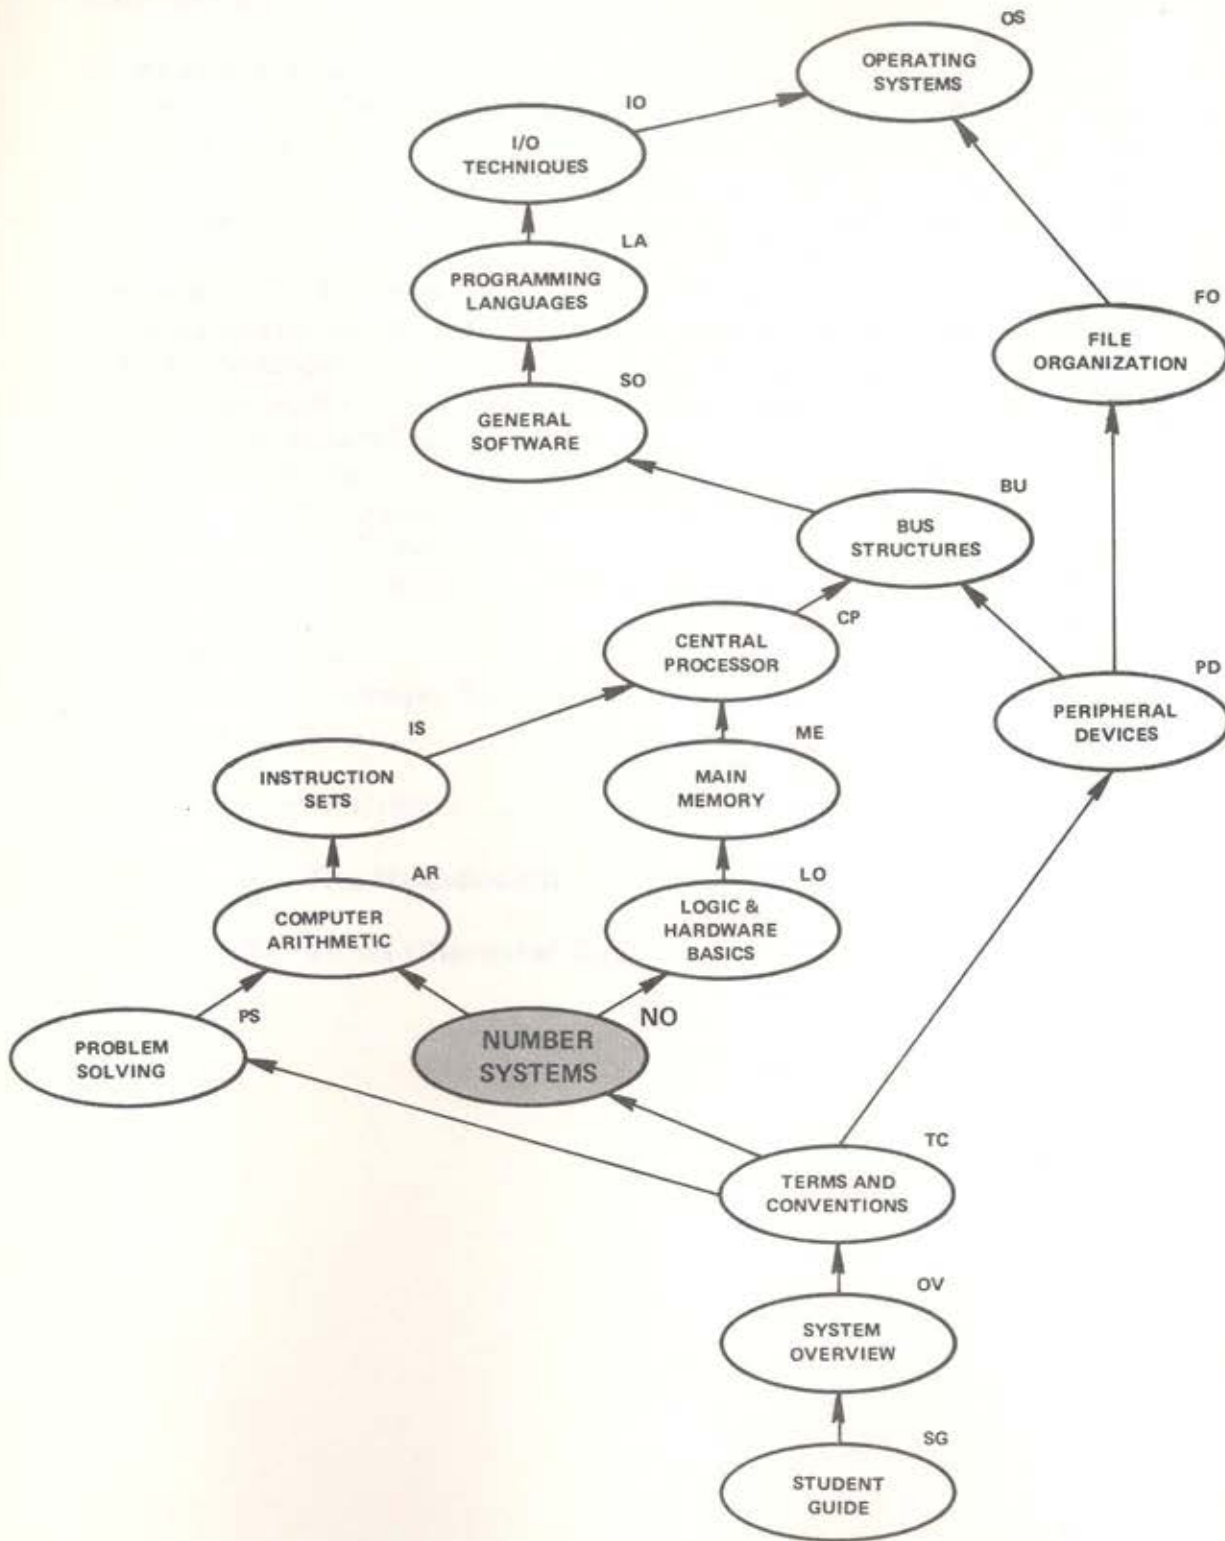 OS
OPERATING
SYSTEMS
IO
I/O
TECHNIQUES
LA
PROGRAMMING
LANGUAGES
FO
FILE
ORGANIZATION
SO
GENERAL
SOFTWARE
BU
BUS
STRUCTURES
CP
CENTRAL
PROCESSOR
PD
PERIPHERAL
DEVICES
IS
INSTRUCTION
SETS
ME
MAIN
MEMORY
AR
COMPUTER
ARITHMETIC
LO
LOGIC &
HARDWARE
BASICS
PS
PROBLEM
SOLVING
NO
NUMBER
SYSTEMS
TC
TERMS AND
CONVENTIONS
OV
SYSTEM
OVERVIEW
SG
STUDENT
GUIDE